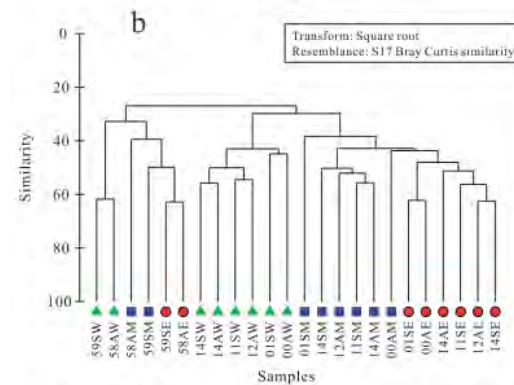 b
Transform: Square root
Resemblance: S17 Bray Curtis similarity
0
20
40
60
80
100
Similarity
59SW 58AW 58AM 59SM 59SE 58AE 14SW 14AW 11SW 12AW 01SW 00AW 01SM 14SM 12AM 11SM 14AM 00AM 01SE 00AE 14AE 11SE 12AE 14SE
Samples